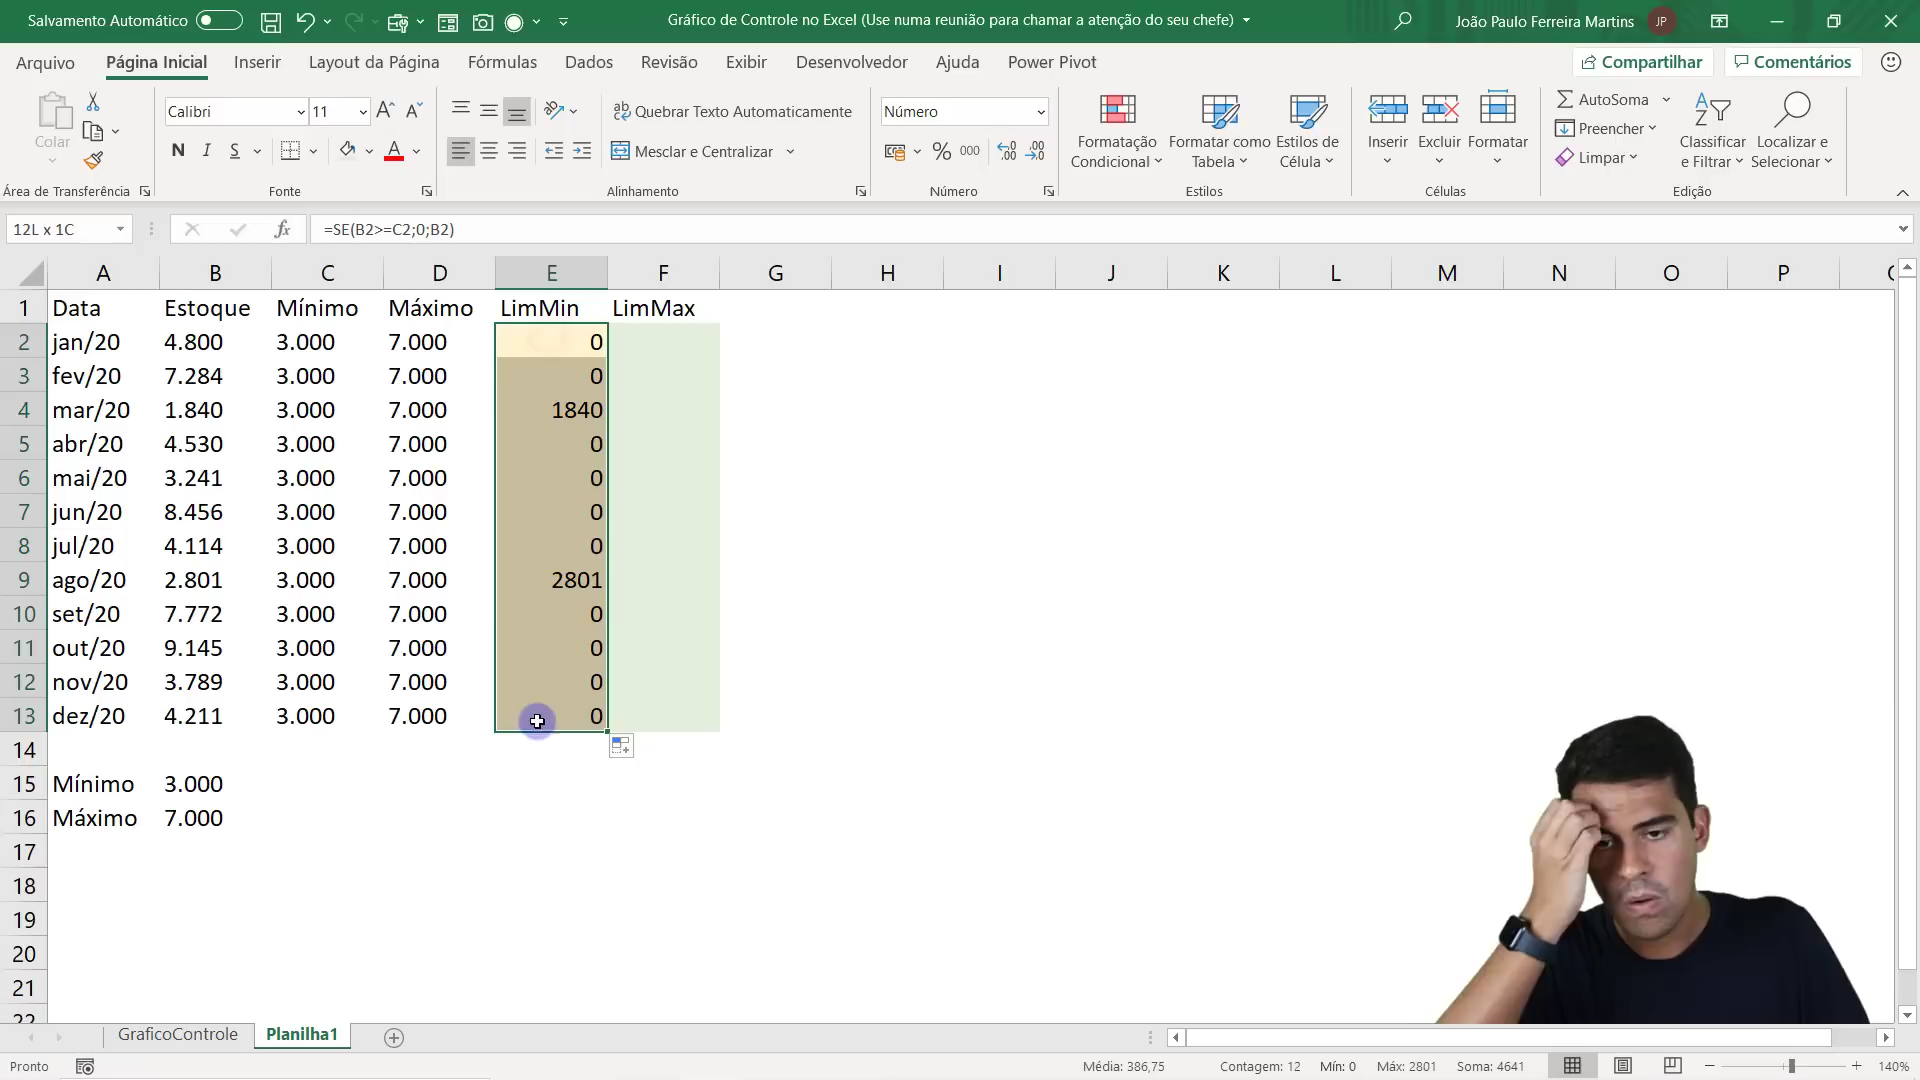 Salvamento Automático
Gráfico de Controle no Excel (Use numa reunião para chamar a atenção do seu chefe)
João Paulo Ferreira Martins
JP
Arquivo
Página Inicial
Inserir
Layout da Página
Fórmulas
Dados
Revisão
Exibir
Desenvolvedor
Ajuda
Power Pivot
Compartilhar
Comentários
Colar
Área de Transferência
Calibri
11
N I S
Fonte
Quebrar Texto Automaticamente
Mesclar e Centralizar
Alinhamento
Número
% 000
Número
Formatação Condicional
Formatar como Tabela
Estilos de Célula
Estilos
Inserir
Excluir
Formatar
Células
AutoSoma
Preencher
Limpar
Classificar e Filtrar
Localizar e Selecionar
Edição
12L x 1C
fx
=SE(B2>=C2;0;B2)
A B C D E F G H I J K L M N O P
1 Data Estoque Mínimo Máximo LimMin LimMax
2 jan/20 4.800 3.000 7.000 0
3 fev/20 7.284 3.000 7.000 0
4 mar/20 1.840 3.000 7.000 1840
5 abr/20 4.530 3.000 7.000 0
6 mai/20 3.241 3.000 7.000 0
7 jun/20 8.456 3.000 7.000 0
8 jul/20 4.114 3.000 7.000 0
9 ago/20 2.801 3.000 7.000 2801
10 set/20 7.772 3.000 7.000 0
11 out/20 9.145 3.000 7.000 0
12 nov/20 3.789 3.000 7.000 0
13 dez/20 4.211 3.000 7.000 0
14
15 Mínimo 3.000
16 Máximo 7.000
17
18
19
20
21
22
GraficoControle
Planilha1
Pronto
Média: 386,75
Contagem: 12
Mín: 0
Máx: 2801
Soma: 4641
140%